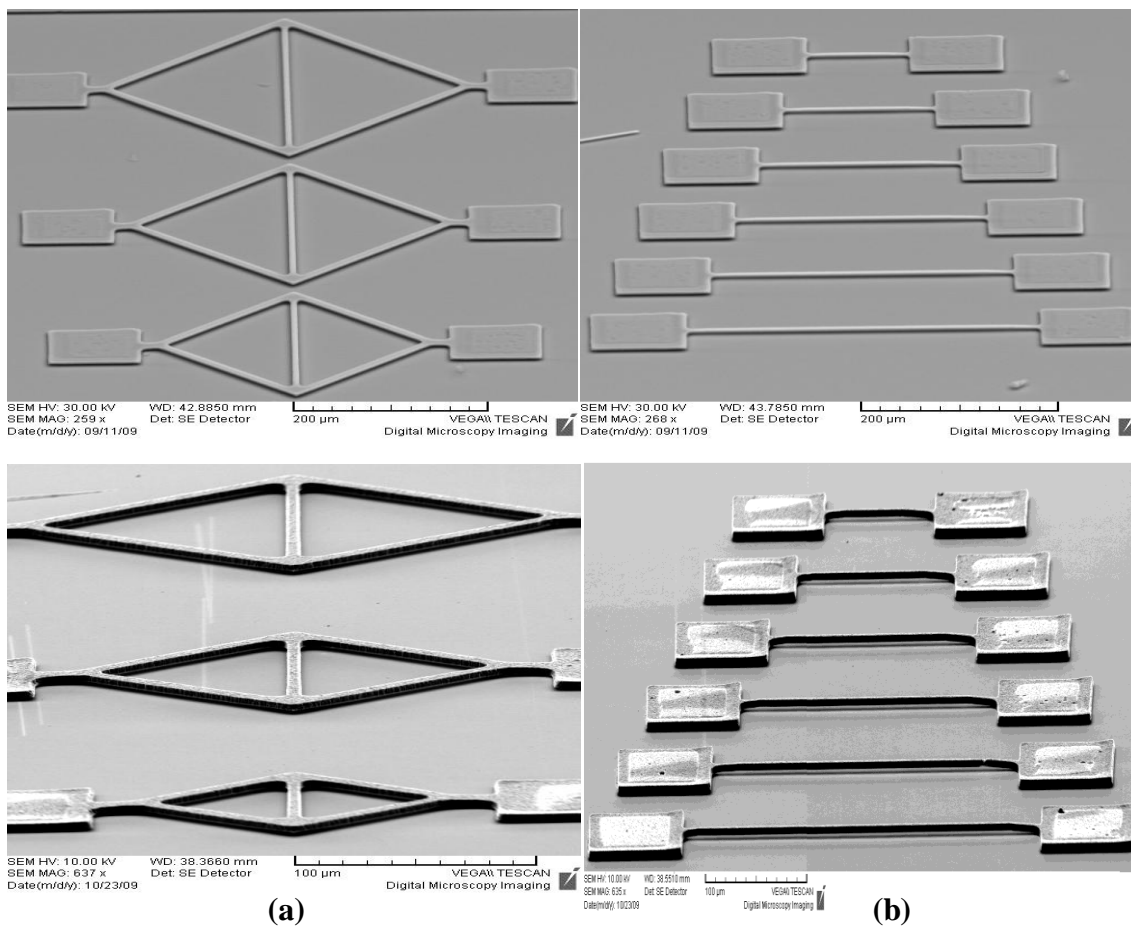 SEM HV: 30.00 kV WD: 42.8850 mm
SEM MAG: 259 x Det: SE Detector 200 µm VEGA\\ TESCAN
Date(m/d/y): 09/11/09 Digital Microscopy Imaging
SEM HV: 30.00 kV WD: 43.7850 mm
SEM MAG: 268 x Det: SE Detector 200 µm VEGA\\ TESCAN
Date(m/d/y): 09/11/09 Digital Microscopy Imaging
SEM HV: 10.00 kV WD: 38.3660 mm
SEM MAG: 637 x Det: SE Detector 100 µm VEGA\\ TESCAN
Date(m/d/y): 10/23/09 Digital Microscopy Imaging
SEM HV: 10.00 kV WD: 38.5510 mm
SEM MAG: 635 x Det: SE Detector 100 µm VEGA\\ TESCAN
Date(m/d/y): 10/23/09 Digital Microscopy Imaging
(a) (b)